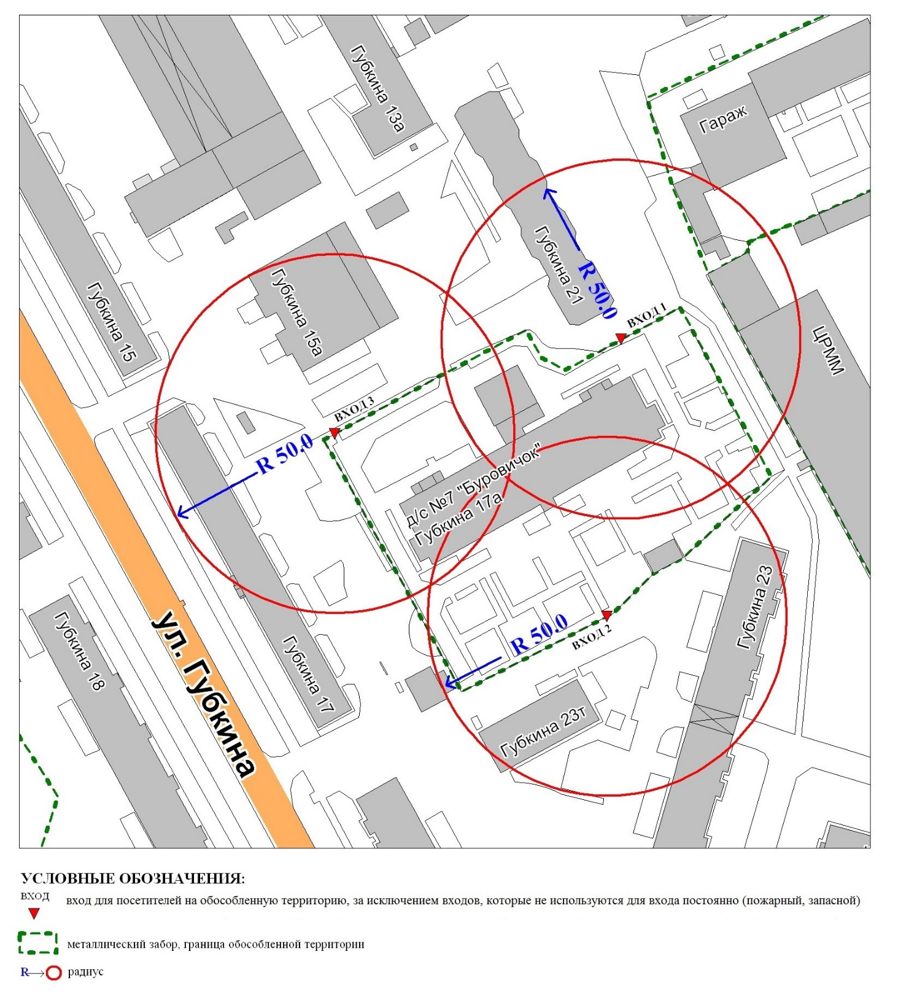 Губкина 13а
Гараж
Губкина 21
R 50.0
ВХОД 1
Губкина 15
Губкина 15а
ЦРММ
ВХОД 3
R 50.0
д/с №7 "Буровичок"
Губкина 17а
Губкина 23
R 50.0
ВХОД 2
Губкина 18
ул. Губкина
Губкина 17
Губкина 23т
УСЛОВНЫЕ ОБОЗНАЧЕНИЯ:
ВХОД
вход для посетителей на обособленную территорию, за исключением входов, которые не используются для входа постоянно (пожарный, запасной)
металлический забор, граница обособленной территории
R
радиус